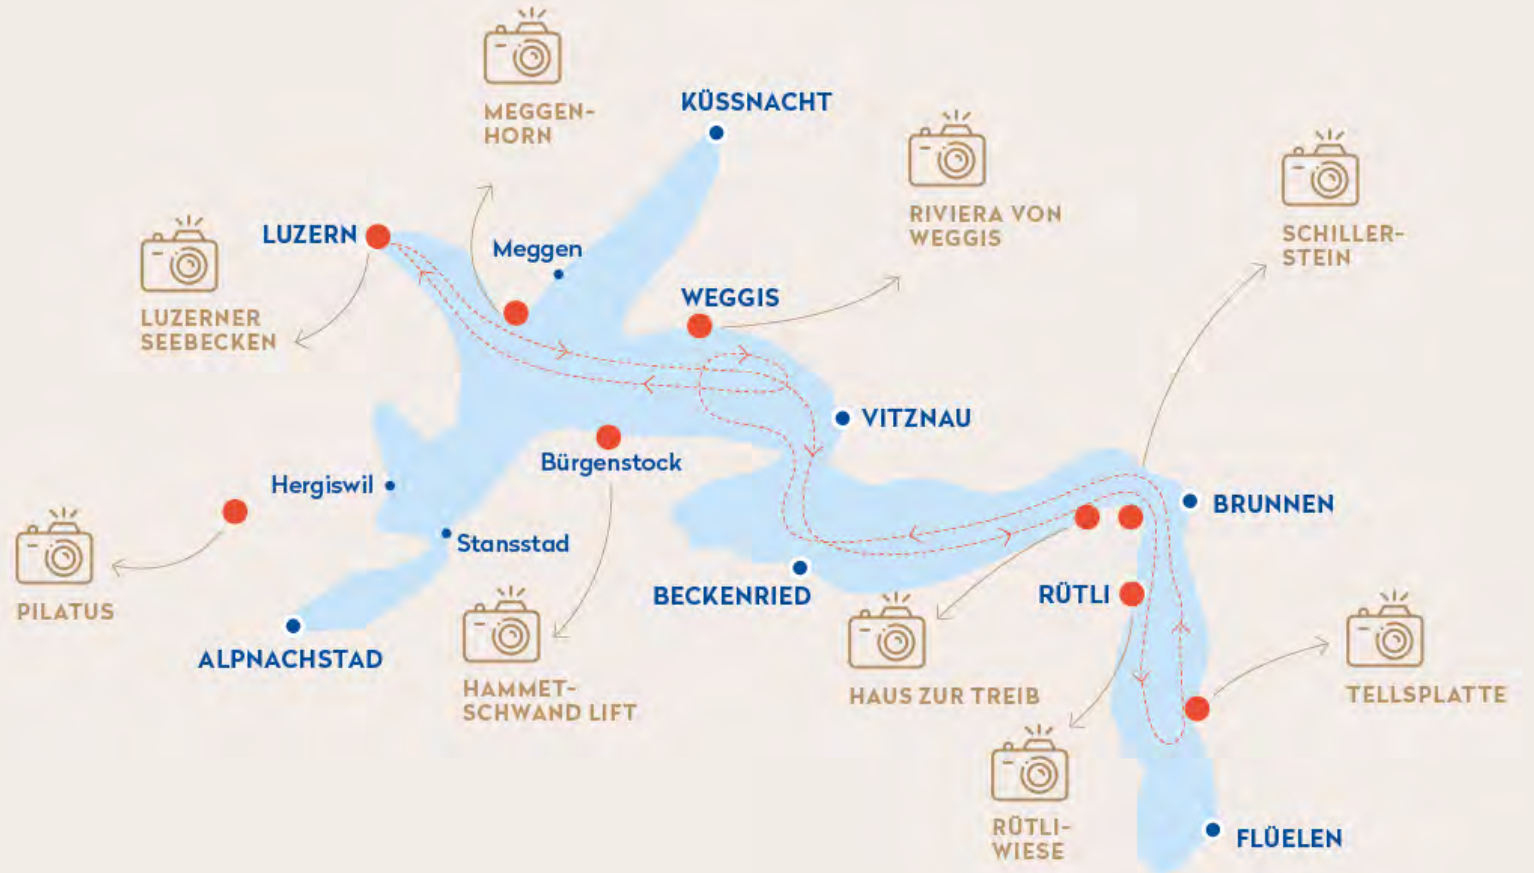 MEGGEN-
HORN
KÜSSNACHT
RIVIERA VON
WEGGIS
SCHILLER-
STEIN
LUZERN
Meggen
LUZERNER
SEEBECKEN
WEGGIS
VITZNAU
Bürgenstock
Hergiswil
Stansstad
BRUNNEN
PILATUS
BECKENRIED
RÜTLI
ALPNACHSTAD
HAMMET-
SCHWAND LIFT
HAUS ZUR TREIB
TELLSPLATTE
RÜTLI-
WIESE
FLÜELEN